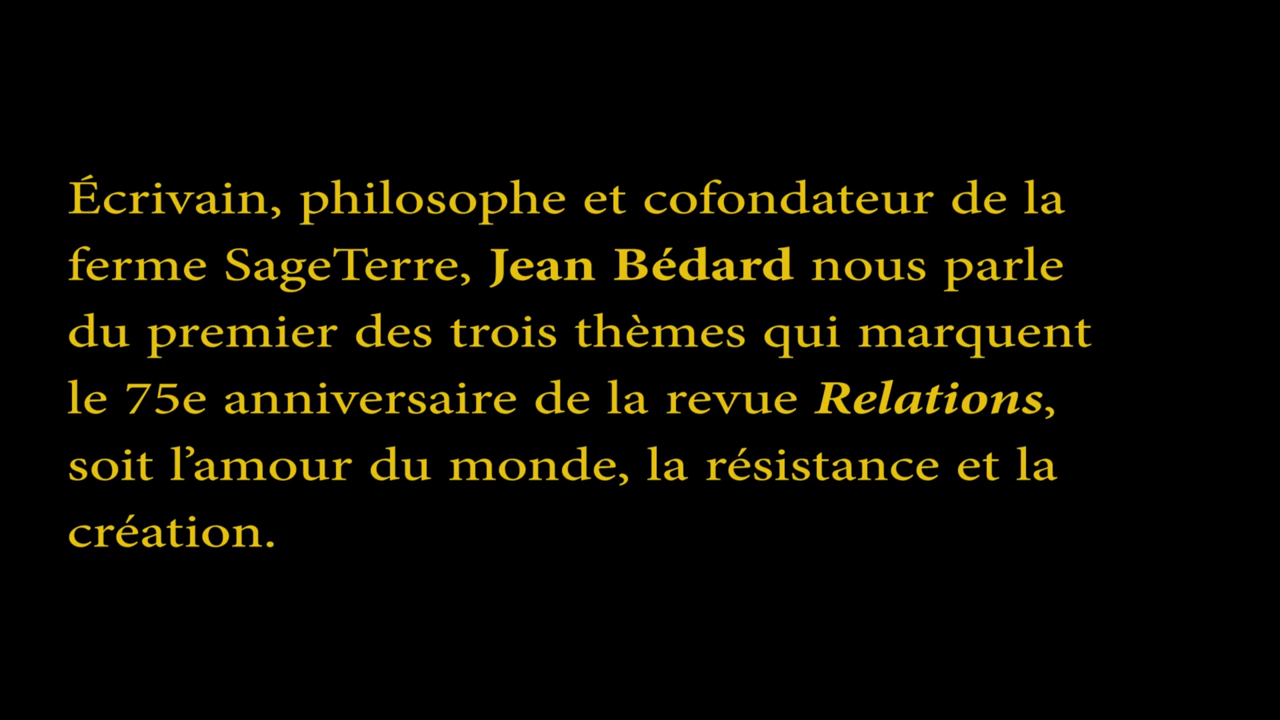 Écrivain, philosophe et cofondateur de la
ferme SageTerre, Jean Bédard nous parle
du premier des trois thèmes qui marquent
le 75e anniversaire de la revue Relations,
soit l’amour du monde, la résistance et la
création.